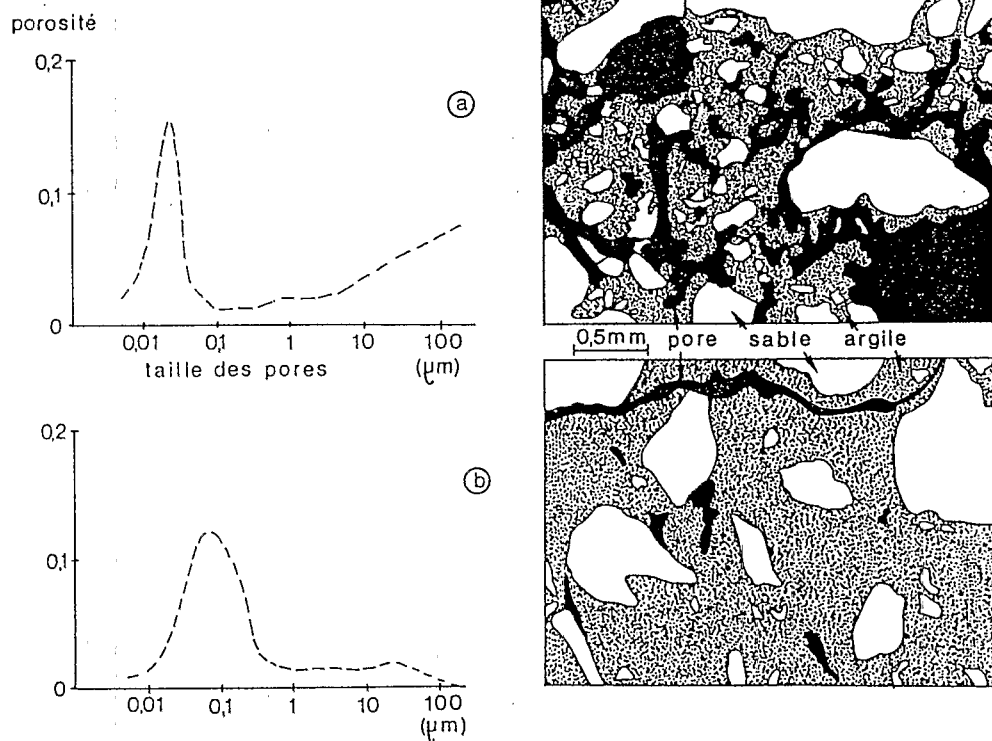 porosité
0,2
a
0,1
0
0,01 0,1 1 10 100
taille des pores (µm)
0,5mm pore sable argile
0,2
b
0,1
0
0,01 0,1 1 10 100
(µm)